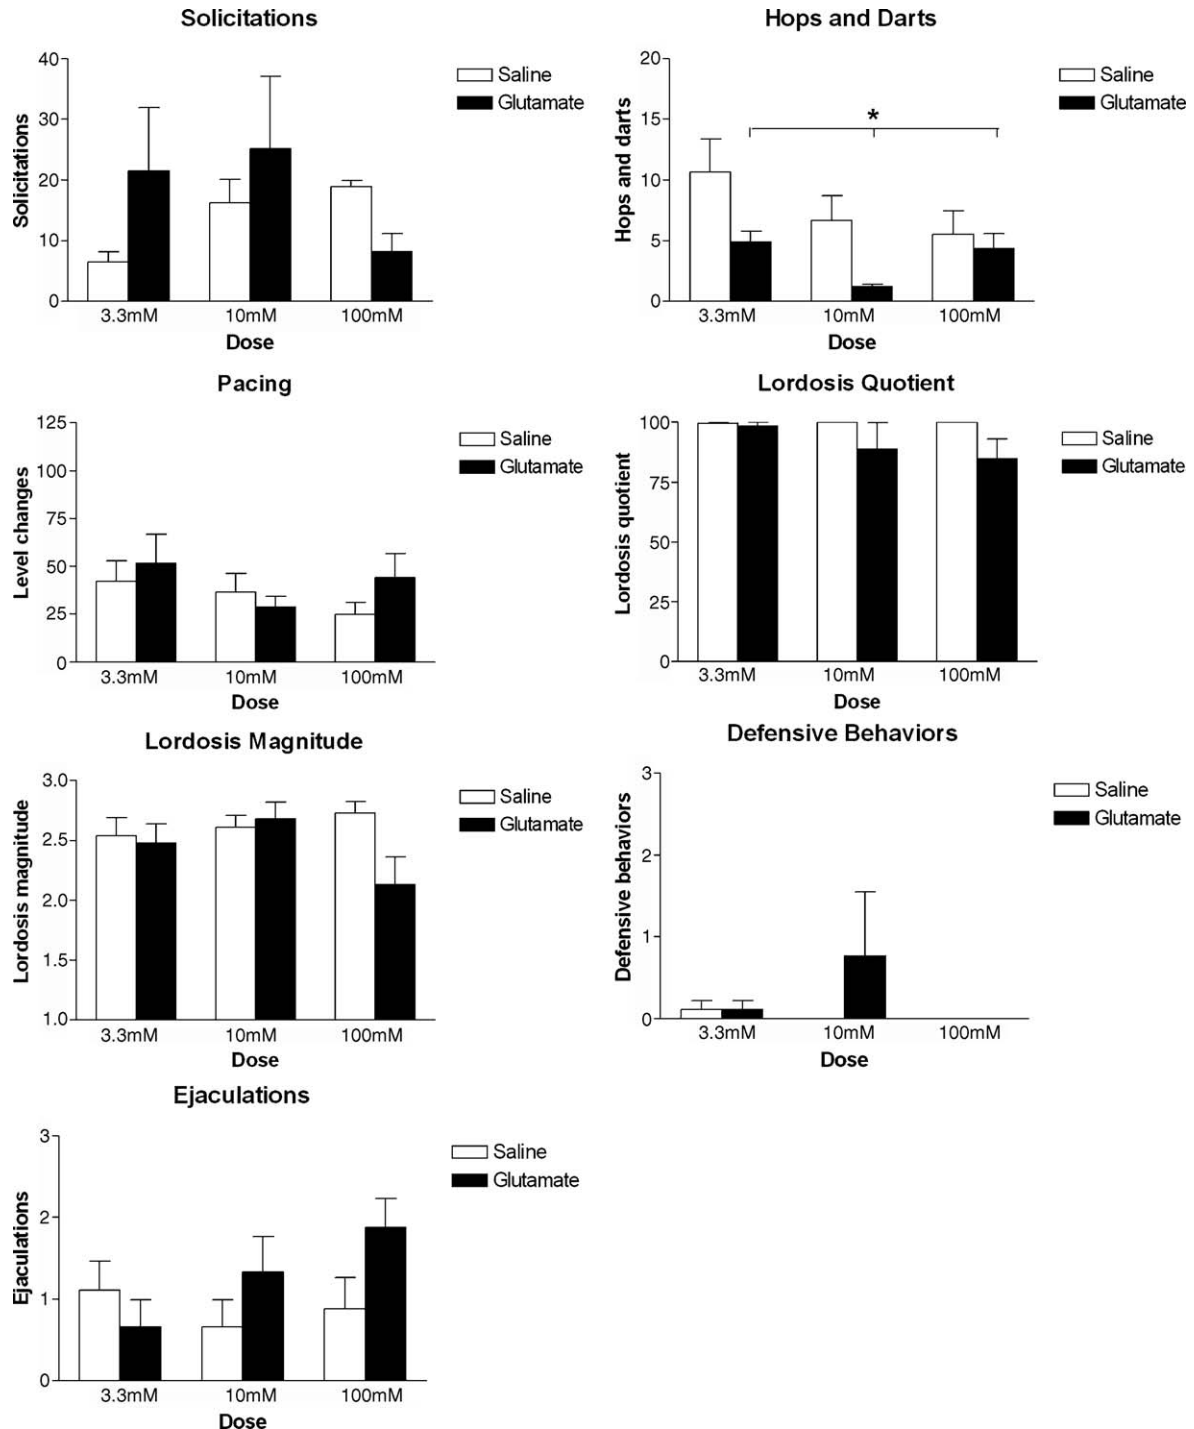 Solicitations
40
30
20
10
0
Solicitations
3.3mM 10mM 100mM
Dose
Saline
Glutamate
Hops and Darts
20
15
10
5
0
Hops and darts
*
3.3mM 10mM 100mM
Dose
Saline
Glutamate
Pacing
125
100
75
50
25
0
Level changes
3.3mM 10mM 100mM
Dose
Saline
Glutamate
Lordosis Quotient
100
75
50
25
0
Lordosis quotient
3.3mM 10mM 100mM
Dose
Saline
Glutamate
Lordosis Magnitude
3.0
2.5
2.0
1.5
1.0
Lordosis magnitude
3.3mM 10mM 100mM
Dose
Saline
Glutamate
Defensive Behaviors
3
2
1
0
Defensive behaviors
3.3mM 10mM 100mM
Dose
Saline
Glutamate
Ejaculations
3
2
1
0
Ejaculations
3.3mM 10mM 100mM
Dose
Saline
Glutamate